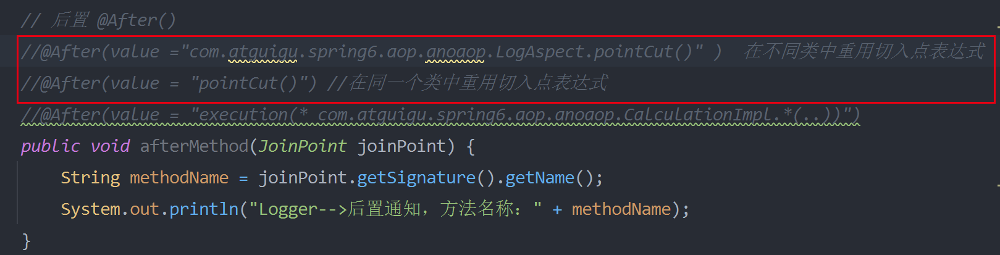 // 后置 @After()
//@After(value ="com.atguigu.spring6.aop.anoaop.LogAspect.pointCut()" )  在不同类中重用切入点表达式
//@After(value = "pointCut()") //在同一个类中重用切入点表达式
//@After(value = "execution(* com.atguigu.spring6.aop.anoaop.CalculationImpl.*(..))")
public void afterMethod(JoinPoint joinPoint) {
    String methodName = joinPoint.getSignature().getName();
    System.out.println("Logger-->后置通知，方法名称：" + methodName);
}